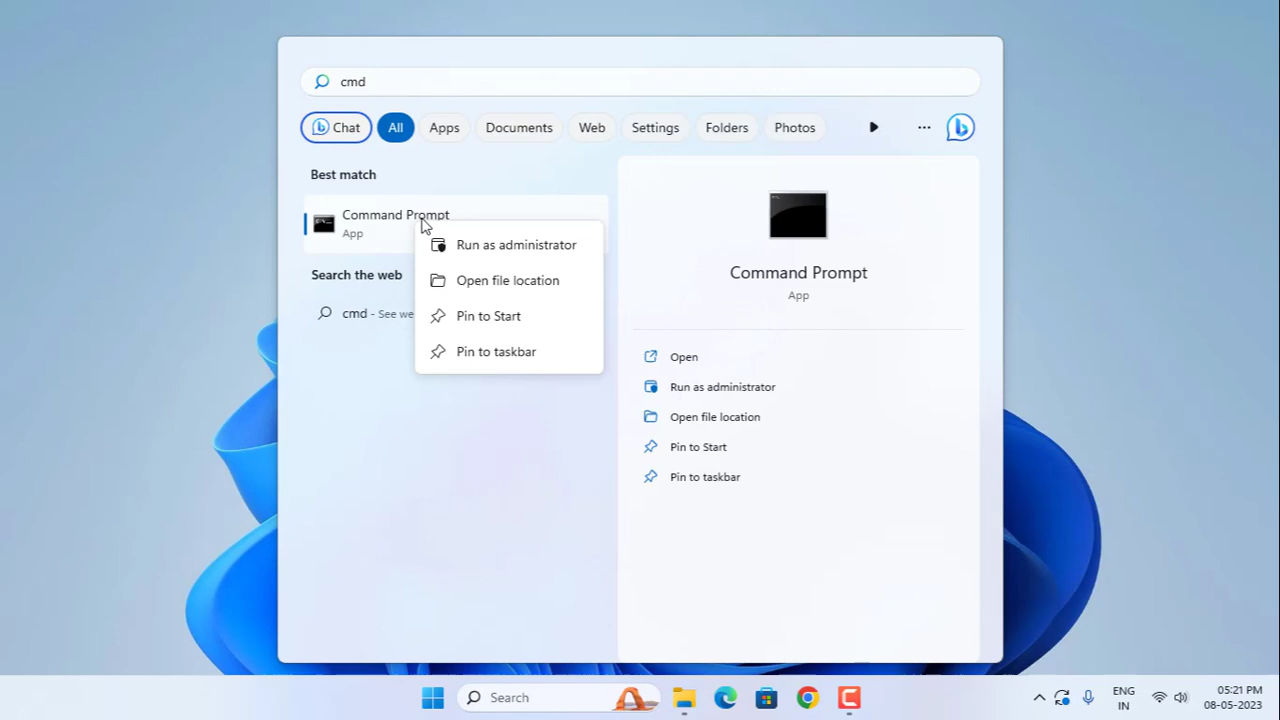 cmd
Chat
All
Apps
Documents
Web
Settings
Folders
Photos
Best match
Command Prompt
App
Search the web
cmd - See we
Run as administrator
Open file location
Pin to Start
Pin to taskbar
Command Prompt
App
Open
Run as administrator
Open file location
Pin to Start
Pin to taskbar
Search
ENG
IN
05:21 PM
08-05-2023